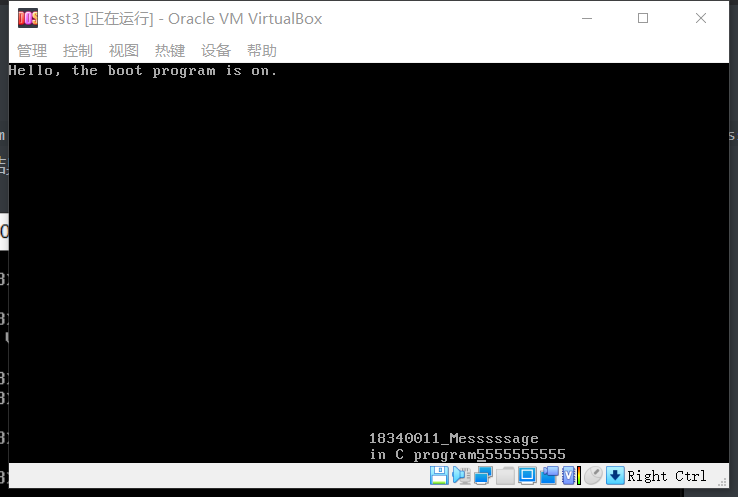 test3 [正在运行] - Oracle VM VirtualBox
管理 控制 视图 热键 设备 帮助
Hello, the boot program is on.
18340011_Messsssage
in C program5555555555
Right Ctrl